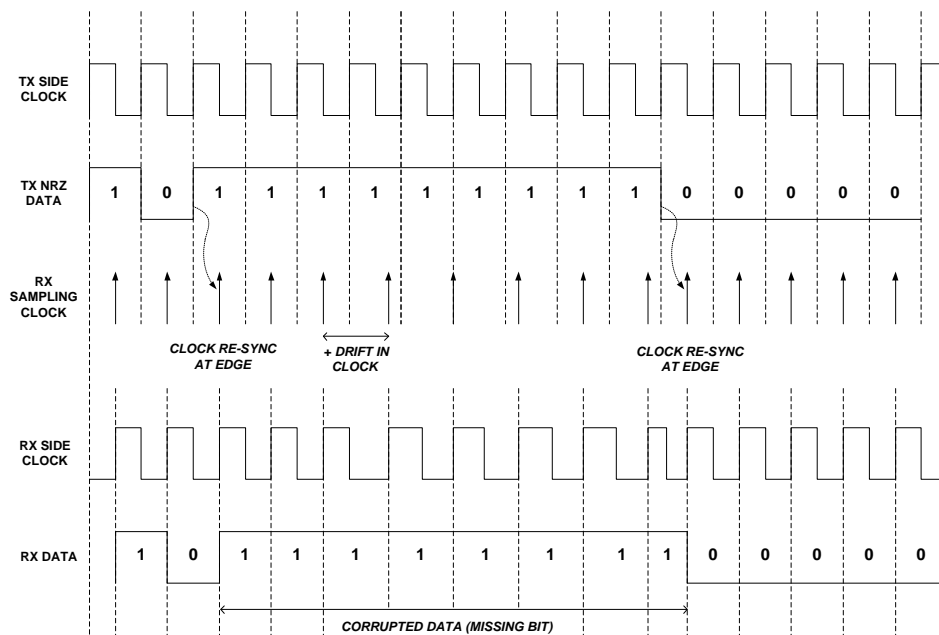 TX SIDE
CLOCK
TX NRZ
DATA
1 0 1 1 1 1 1 1 1 1 1 0 0 0 0 0
RX
SAMPLING
CLOCK
CLOCK RE-SYNC
AT EDGE
+ DRIFT IN
CLOCK
CLOCK RE-SYNC
AT EDGE
RX SIDE
CLOCK
RX DATA
1 0 1 1 1 1 1 1 1 1 0 0 0 0 0
CORRUPTED DATA (MISSING BIT)